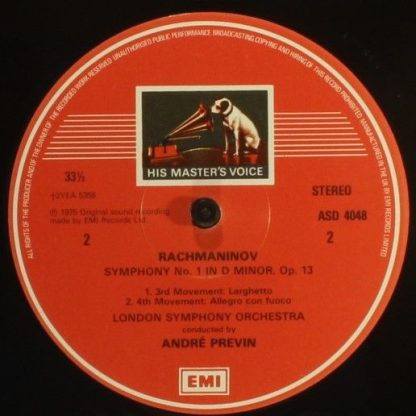 ALL RIGHTS OF THE PRODUCER AND OF THE OWNER OF THE RECORDED WORK RESERVED. UNAUTHORISED PUBLIC PERFORMANCE BROADCASTING, COPYING AND HIRING OF THIS RECORD PROHIBITED. MANUFACTURED IN THE UK BY EMI RECORDS LIMITED
HIS MASTER'S VOICE
33⅓
STEREO
ASD 4048
℗ 1975 Original sound recording
made by EMI Records Ltd.
2
2
RACHMANINOV
SYMPHONY No. 1 IN D MINOR, Op. 13
1. 3rd Movement: Larghetto
2. 4th Movement: Allegro con fuoco
LONDON SYMPHONY ORCHESTRA
conducted by
ANDRÉ PREVIN
EMI